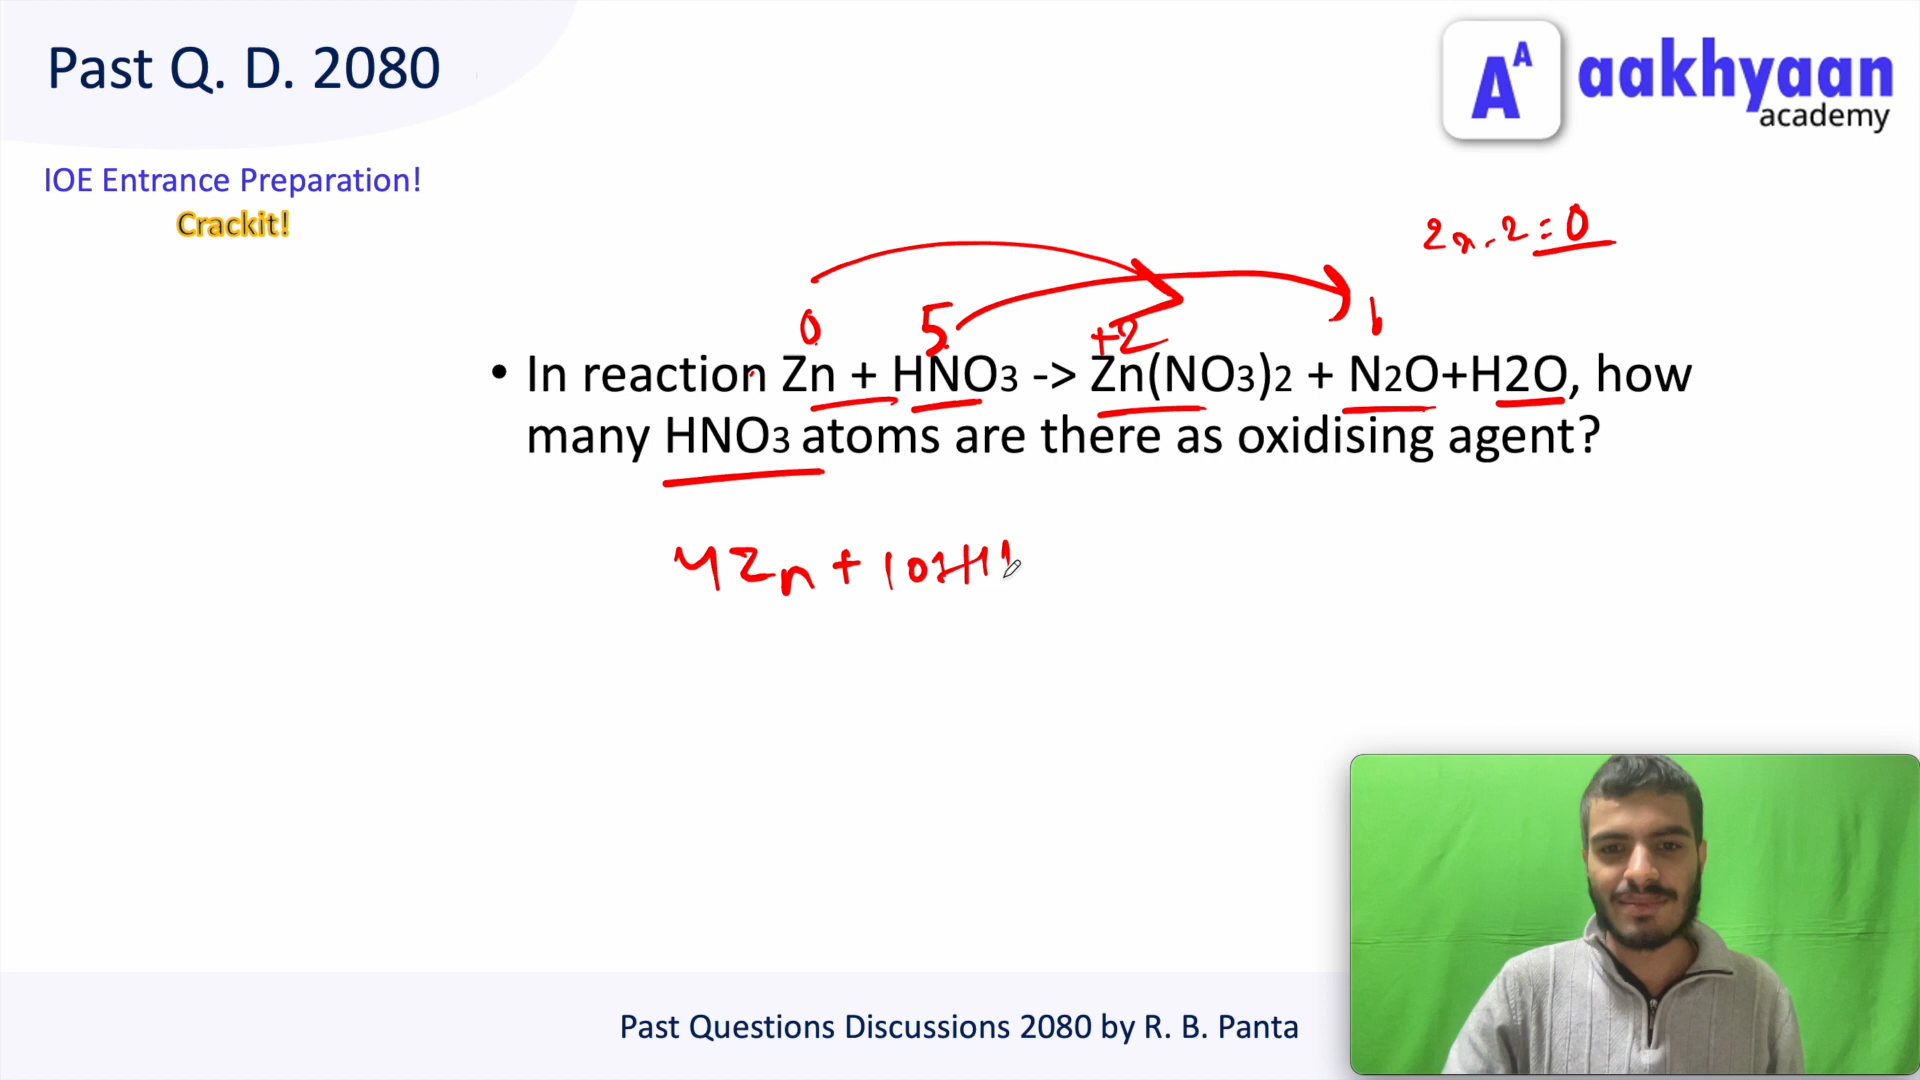 Past Q. D. 2080
aakhyaan
academy
IOE Entrance Preparation!
Crackit!
2x-2=0
0 5 +2 1
• In reaction Zn + HNO3 -> Zn(NO3)2 + N2O+H2O, how
many HNO3 atoms are there as oxidising agent?
4Zn + 10H
Past Questions Discussions 2080 by R. B. Panta